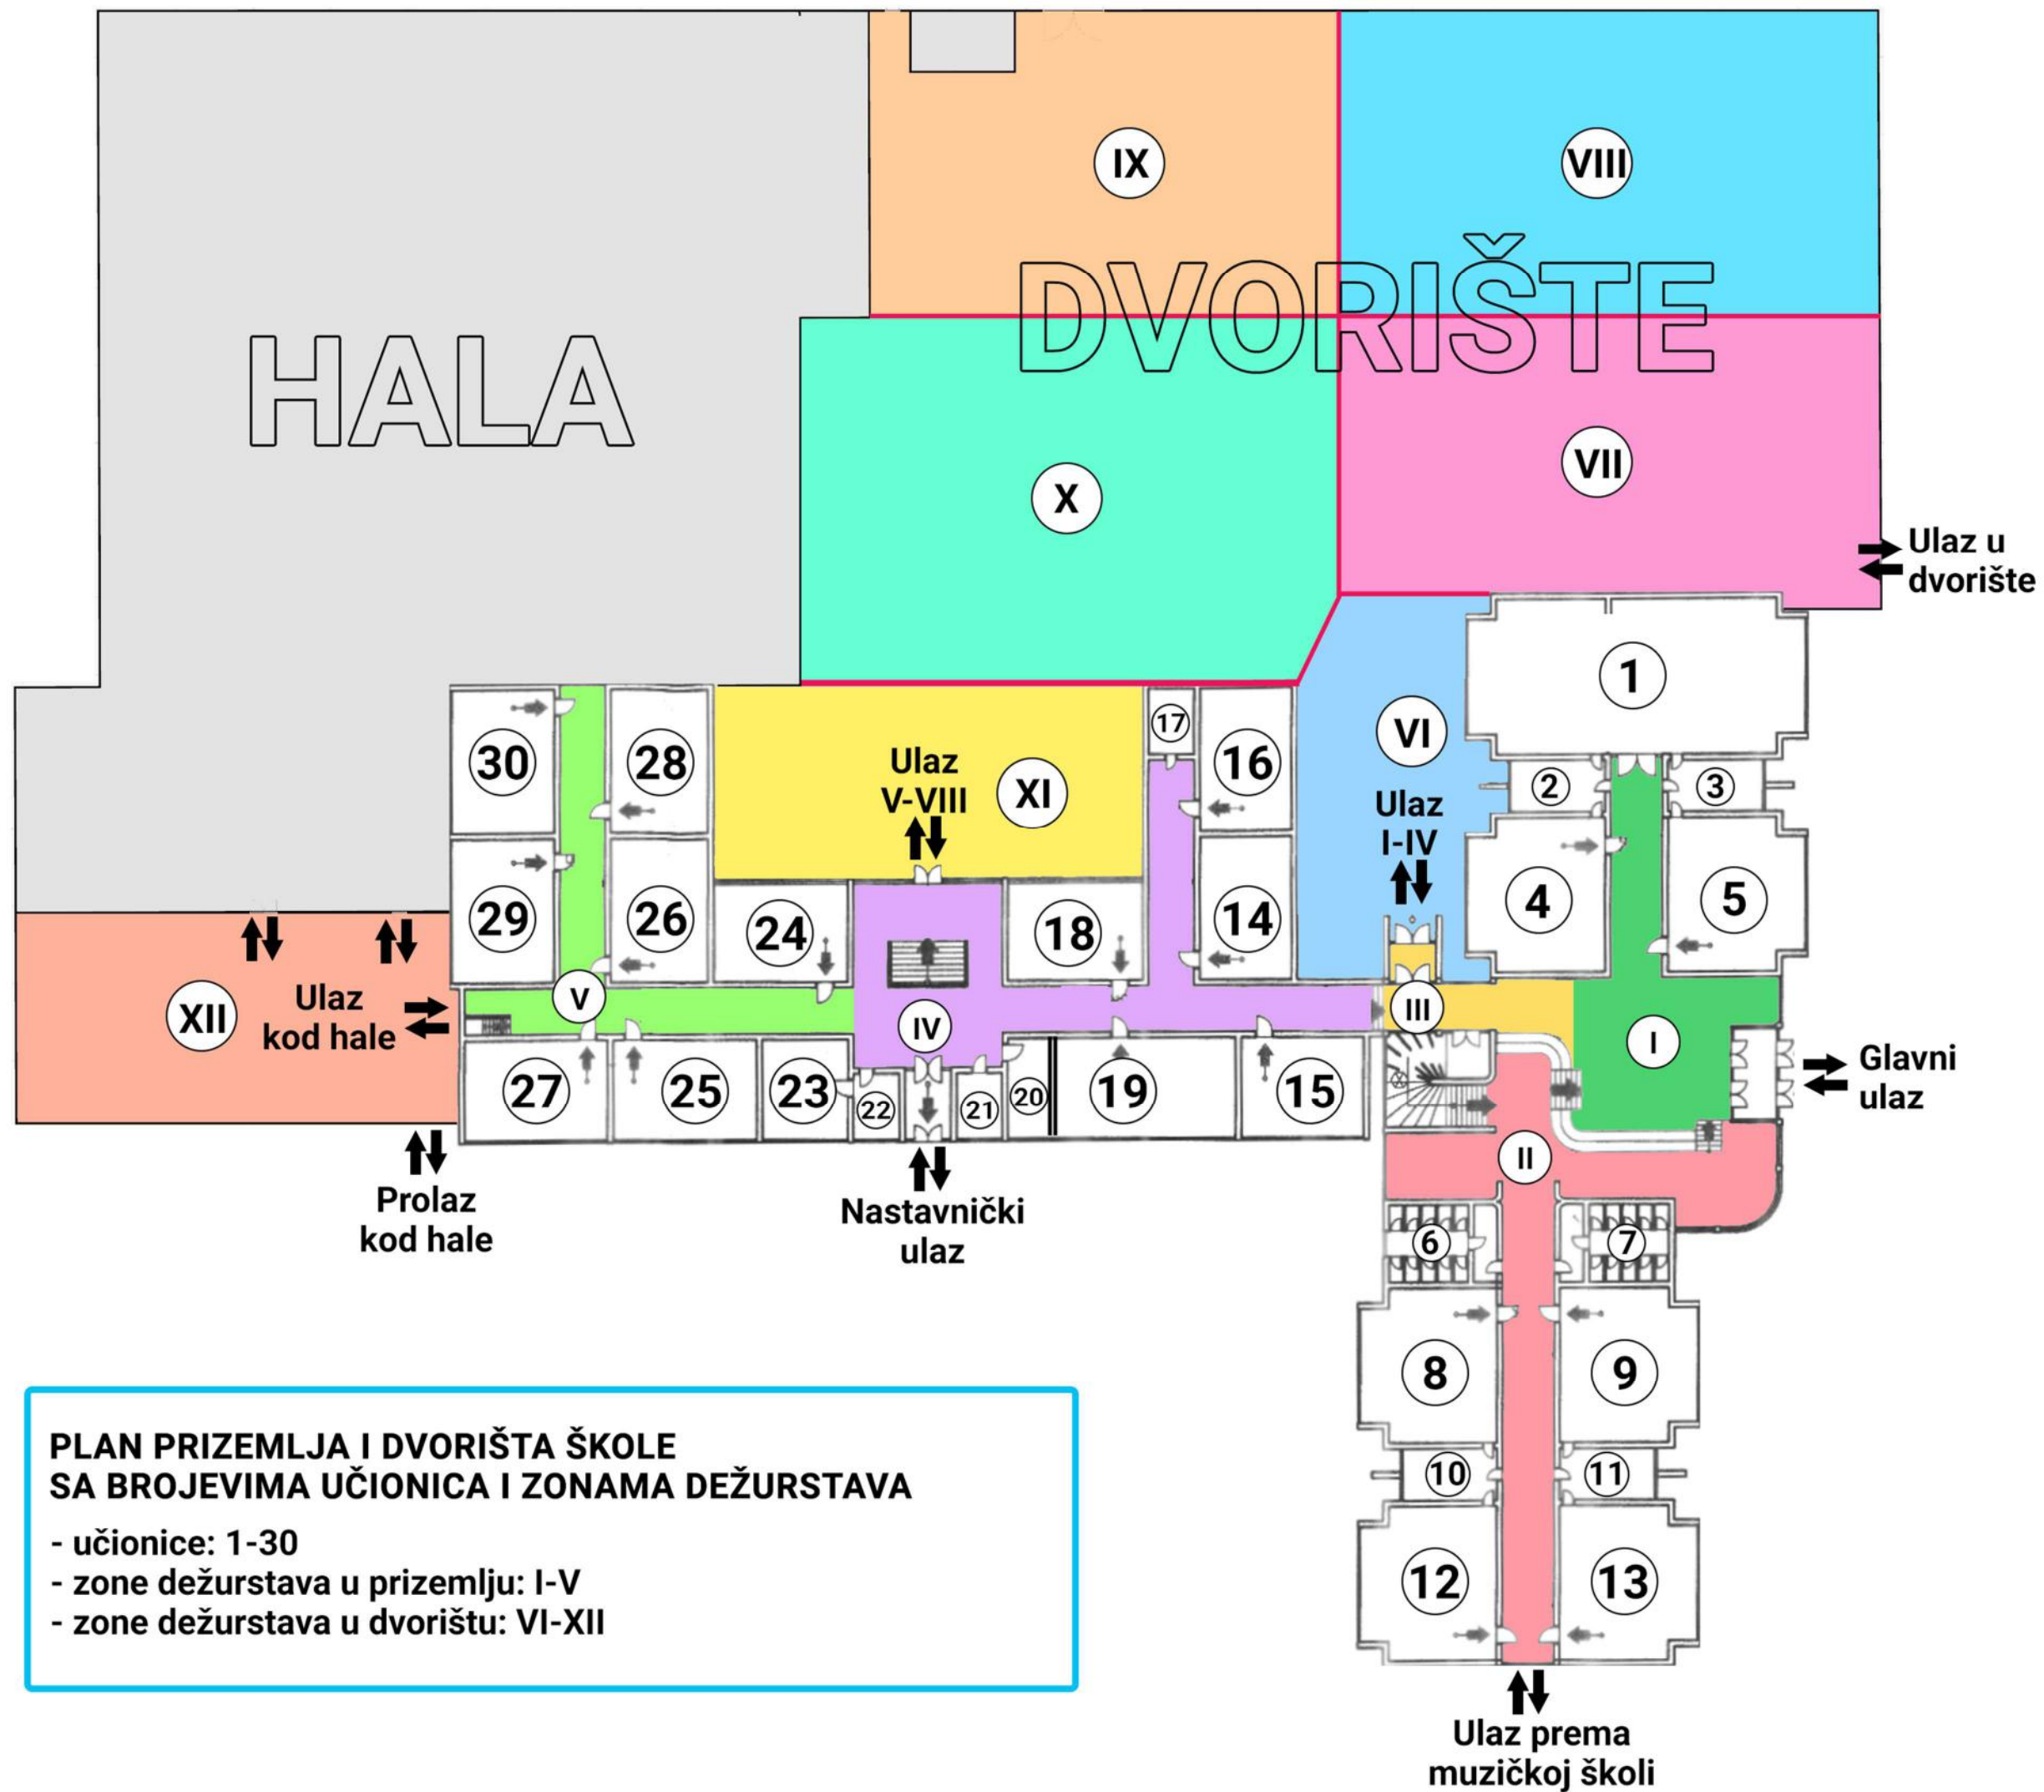 IX
VIII
DVORIŠTE
HALA
VII
X
Ulaz u
dvorište
1
VI
17
30
28
16
Ulaz
V-VIII
XI
2
3
Ulaz
I-IV
29
26
24
18
14
4
5
XII
Ulaz
kod hale
V
IV
III
I
Glavni
ulaz
27
25
23
22
21
20
19
15
II
Prolaz
kod hale
Nastavnički
ulaz
6
7
8
9
10
11
12
13
PLAN PRIZEMLJA I DVORIŠTA ŠKOLE
SA BROJEVIMA UČIONICA I ZONAMA DEŽURSTAVA
- učionice: 1-30
- zone dežurstava u prizemlju: I-V
- zone dežurstava u dvorištu: VI-XII
Ulaz prema
muzičkoj školi